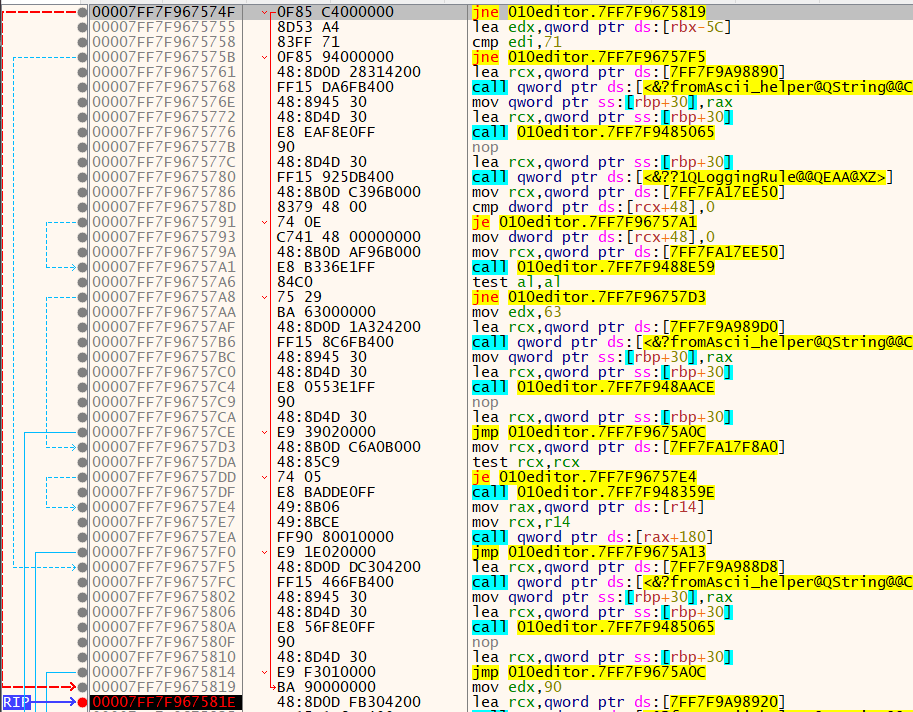 00007FF7F967574F 0F85 C4000000 jne 010editor.7FF7F9675819
00007FF7F9675755 8D53 A4 lea edx,qword ptr ds:[rbx-5C]
00007FF7F9675758 83FF 71 cmp edi,71
00007FF7F967575B 0F85 94000000 jne 010editor.7FF7F96757F5
00007FF7F9675761 48:8D0D 28314200 lea rcx,qword ptr ds:[7FF7F9A98890]
00007FF7F9675768 FF15 DA6FB400 call qword ptr ds:[<&?fromAscii_helper@QString@@C
00007FF7F967576E 48:8945 30 mov qword ptr ss:[rbp+30],rax
00007FF7F9675772 48:8D4D 30 lea rcx,qword ptr ss:[rbp+30]
00007FF7F9675776 E8 EAF8E0FF call 010editor.7FF7F9485065
00007FF7F967577B 90 nop
00007FF7F967577C 48:8D4D 30 lea rcx,qword ptr ss:[rbp+30]
00007FF7F9675780 FF15 925DB400 call qword ptr ds:[<&??1QLoggingRule@@QEAA@XZ>]
00007FF7F9675786 48:8B0D C396B000 mov rcx,qword ptr ds:[7FF7FA17EE50]
00007FF7F967578D 8379 48 00 cmp dword ptr ds:[rcx+48],0
00007FF7F9675791 74 0E je 010editor.7FF7F96757A1
00007FF7F9675793 C741 48 00000000 mov dword ptr ds:[rcx+48],0
00007FF7F967579A 48:8B0D AF96B000 mov rcx,qword ptr ds:[7FF7FA17EE50]
00007FF7F96757A1 E8 B336E1FF call 010editor.7FF7F9488E59
00007FF7F96757A6 84C0 test al,al
00007FF7F96757A8 75 29 jne 010editor.7FF7F96757D3
00007FF7F96757AA BA 63000000 mov edx,63
00007FF7F96757AF 48:8D0D 1A324200 lea rcx,qword ptr ds:[7FF7F9A989D0]
00007FF7F96757B6 FF15 8C6FB400 call qword ptr ds:[<&?fromAscii_helper@QString@@C
00007FF7F96757BC 48:8945 30 mov qword ptr ss:[rbp+30],rax
00007FF7F96757C0 48:8D4D 30 lea rcx,qword ptr ss:[rbp+30]
00007FF7F96757C4 E8 0553E1FF call 010editor.7FF7F948AACE
00007FF7F96757C9 90 nop
00007FF7F96757CA 48:8D4D 30 lea rcx,qword ptr ss:[rbp+30]
00007FF7F96757CE E9 39020000 jmp 010editor.7FF7F9675A0C
00007FF7F96757D3 48:8B0D C6A0B000 mov rcx,qword ptr ds:[7FF7FA17F8A0]
00007FF7F96757DA 48:85C9 test rcx,rcx
00007FF7F96757DD 74 05 je 010editor.7FF7F96757E4
00007FF7F96757DF E8 BADDE0FF call 010editor.7FF7F948359E
00007FF7F96757E4 49:8B06 mov rax,qword ptr ds:[r14]
00007FF7F96757E7 49:8BCE mov rcx,r14
00007FF7F96757EA FF90 80010000 call qword ptr ds:[rax+180]
00007FF7F96757F0 E9 1E020000 jmp 010editor.7FF7F9675A13
00007FF7F96757F5 48:8D0D DC304200 lea rcx,qword ptr ds:[7FF7F9A988D8]
00007FF7F96757FC FF15 466FB400 call qword ptr ds:[<&?fromAscii_helper@QString@@C
00007FF7F9675802 48:8945 30 mov qword ptr ss:[rbp+30],rax
00007FF7F9675806 48:8D4D 30 lea rcx,qword ptr ss:[rbp+30]
00007FF7F967580A E8 56F8E0FF call 010editor.7FF7F9485065
00007FF7F967580F 90 nop
00007FF7F9675810 48:8D4D 30 lea rcx,qword ptr ss:[rbp+30]
00007FF7F9675814 E9 F3010000 jmp 010editor.7FF7F9675A0C
00007FF7F9675819 BA 90000000 mov edx,90
RIP 00007FF7F967581E 48:8D0D FB304200 lea rcx,qword ptr ds:[7FF7F9A98920]